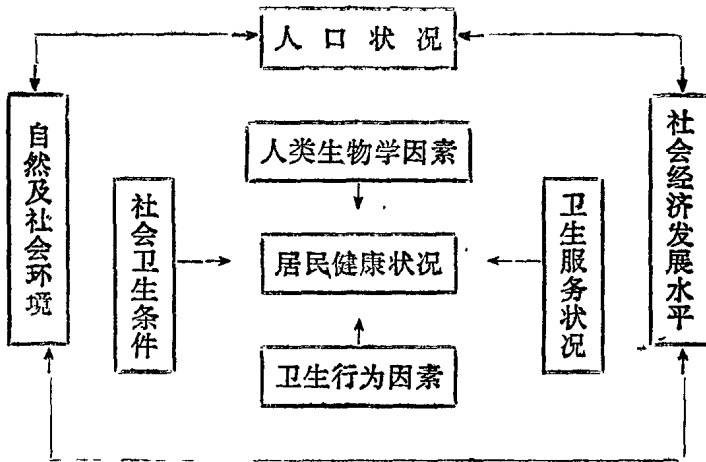 人口状况
自然及社会环境
社会经济发展水平
人类生物学因素
社会卫生条件
卫生服务状况
居民健康状况
卫生行为因素